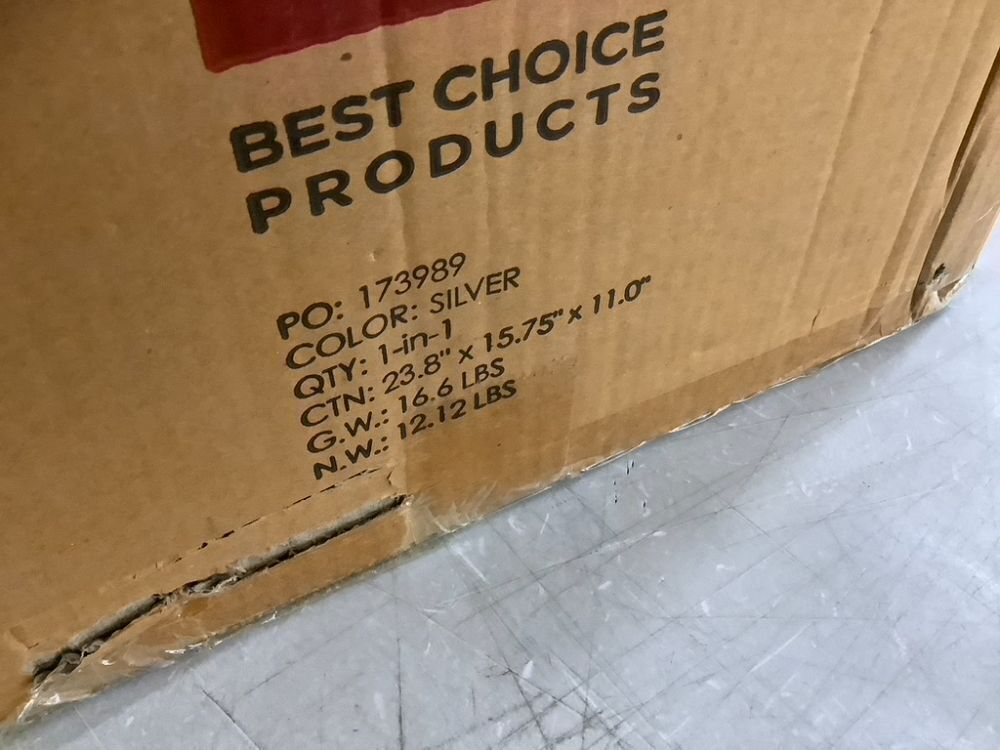 BEST CHOICE
PRODUCTS
PO: 173989
COLOR: SILVER
QTY: 1-in-1
CTN: 23.8" x 15.75" x 11.0"
G.W.: 16.6 LBS
N.W.: 12.12 LBS